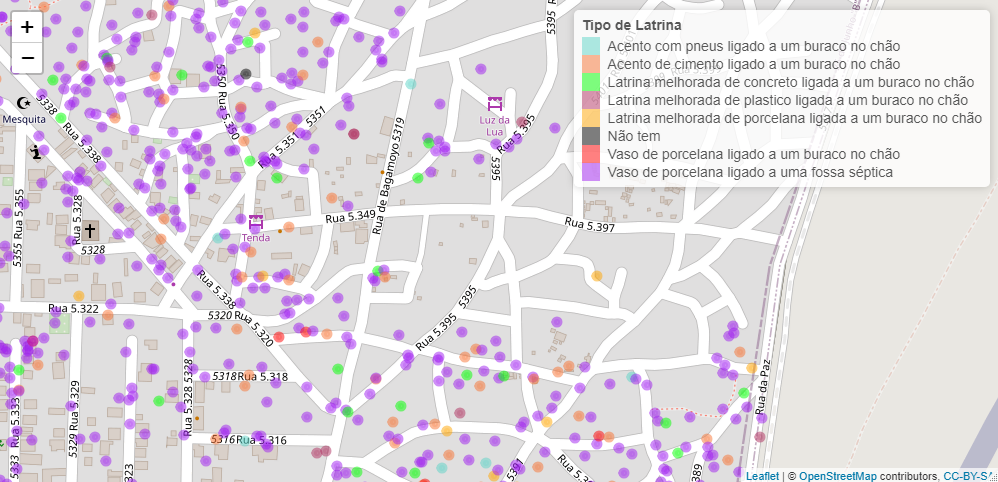 +
−
Tipo de Latrina
Acento com pneus ligado a um buraco no chão
Acento de cimento ligado a um buraco no chão
Latrina melhorada de concreto ligada a um buraco no chão
Latrina melhorada de plastico ligada a um buraco no chão
Latrina melhorada de porcelana ligada a um buraco no chão
Não tem
Vaso de porcelana ligado a um buraco no chão
Vaso de porcelana ligado a uma fossa séptica
5395
5350 Rua 5.350
5338
Rua 5.338
Mesquita
Rua 5.351
5351
Rua de Bagamoyo 5319
Luz da
Lua
Rua 5.395
5395
5355 Rua 5.355
Rua 5.328
5328
Tenda
Rua 5.349
Rua 5.397
Rua 5.338
Rua 5.322
5320 Rua 5.320
Rua 5.395
5395
5318 Rua 5.318
Rua 5.328 5328
5329 Rua 5.329
Rua da Paz
5333 Rua 5.333
5316 Rua 5.316
5323
5391
Rua 5.
5389
Leaflet | © OpenStreetMap contributors, CC-BY-SA